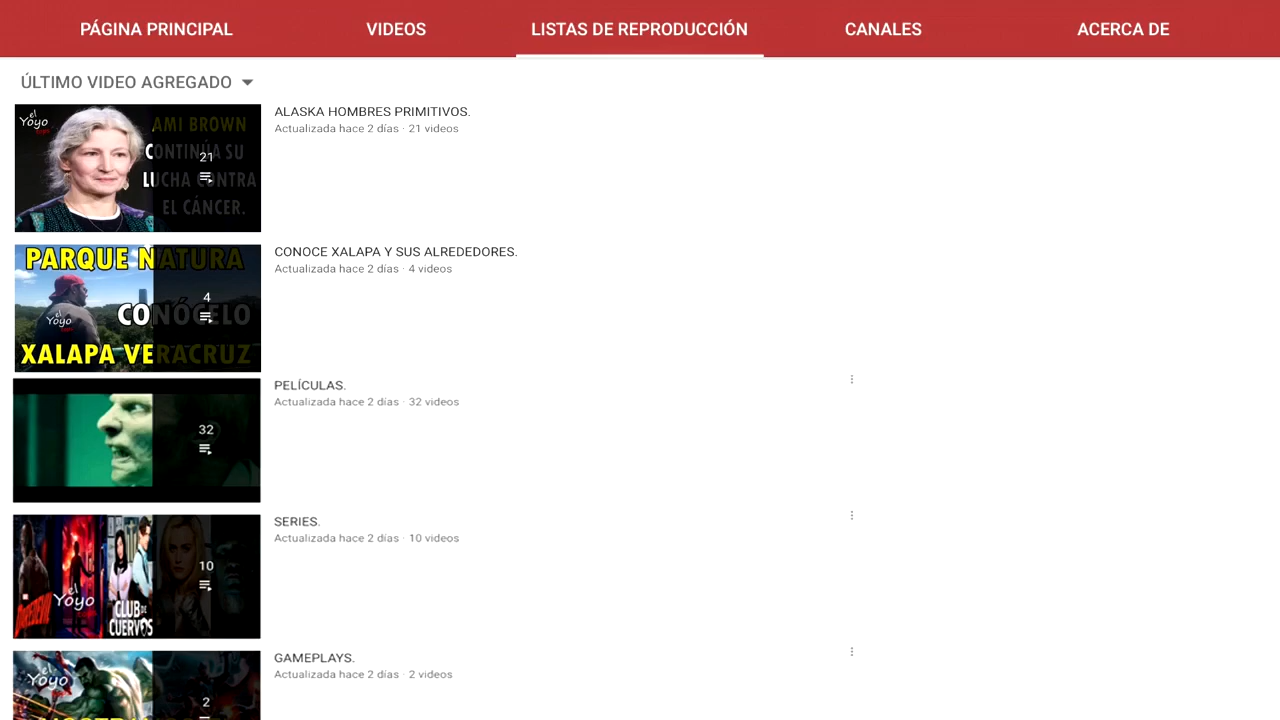 PÁGINA PRINCIPAL VIDEOS LISTAS DE REPRODUCCIÓN CANALES ACERCA DE
ÚLTIMO VIDEO AGREGADO
el
Yoyo
AMI BROWN
CONTINÚA SU
LUCHA CONTRA
EL CÁNCER.
21
ALASKA HOMBRES PRIMITIVOS.
Actualizada hace 2 días · 21 videos
PARQUE NATURA
CONÓCELO
el
Yoyo
XALAPA VERACRUZ
4
CONOCE XALAPA Y SUS ALREDEDORES.
Actualizada hace 2 días · 4 videos
32
PELÍCULAS.
Actualizada hace 2 días · 32 videos
DAREDEVIL
el
Yoyo
CLUB DE
CUERVOS
10
SERIES.
Actualizada hace 2 días · 10 videos
el
Yoyo
2
GAMEPLAYS.
Actualizada hace 2 días · 2 videos